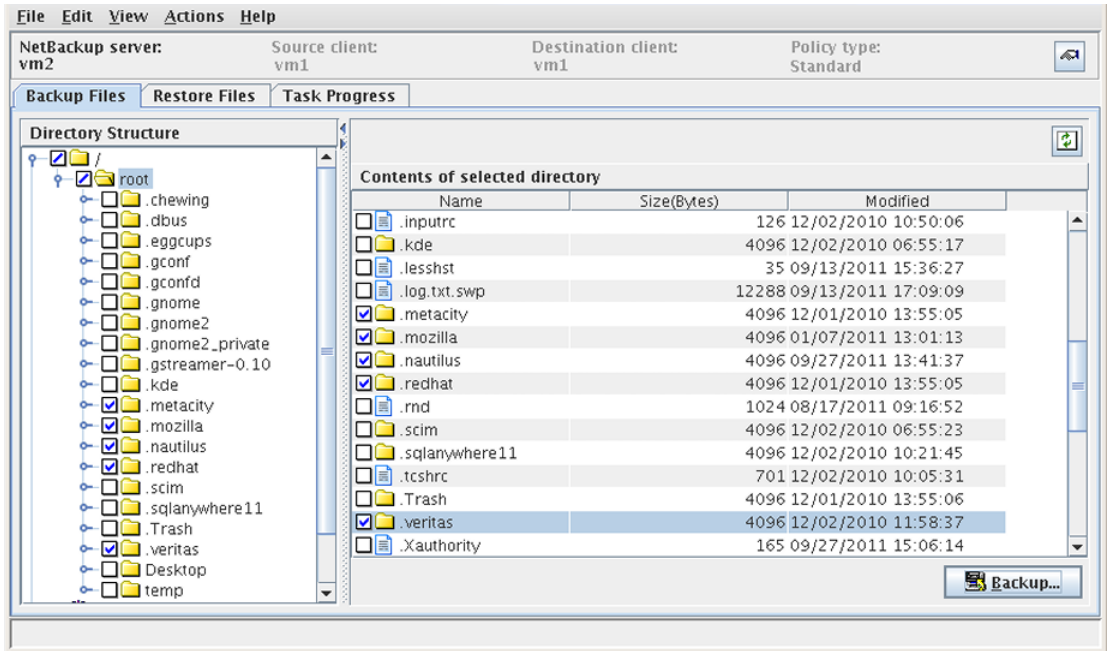 File Edit View Actions Help
NetBackup server: Source client: Destination client: Policy type:
vm2 vm1 vm1 Standard
Backup Files Restore Files Task Progress
Directory Structure
/
root
.chewing
.dbus
.eggcups
.gconf
.gconfd
.gnome
.gnome2
.gnome2_private
.gstreamer-0.10
.kde
.metacity
.mozilla
.nautilus
.redhat
.scim
.sqlanywhere11
.Trash
.veritas
Desktop
temp
Contents of selected directory
Name Size(Bytes) Modified
.inputrc 126 12/02/2010 10:50:06
.kde 4096 12/02/2010 06:55:17
.lesshst 35 09/13/2011 15:36:27
.log.txt.swp 12288 09/13/2011 17:09:09
.metacity 4096 12/01/2010 13:55:05
.mozilla 4096 01/07/2011 13:01:13
.nautilus 4096 09/27/2011 13:41:37
.redhat 4096 12/01/2010 13:55:05
.rnd 1024 08/17/2011 09:16:52
.scim 4096 12/02/2010 06:55:23
.sqlanywhere11 4096 12/02/2010 10:21:45
.tcshrc 701 12/02/2010 10:05:31
.Trash 4096 12/01/2010 13:55:06
.veritas 4096 12/02/2010 11:58:37
.Xauthority 165 09/27/2011 15:06:14
Backup...